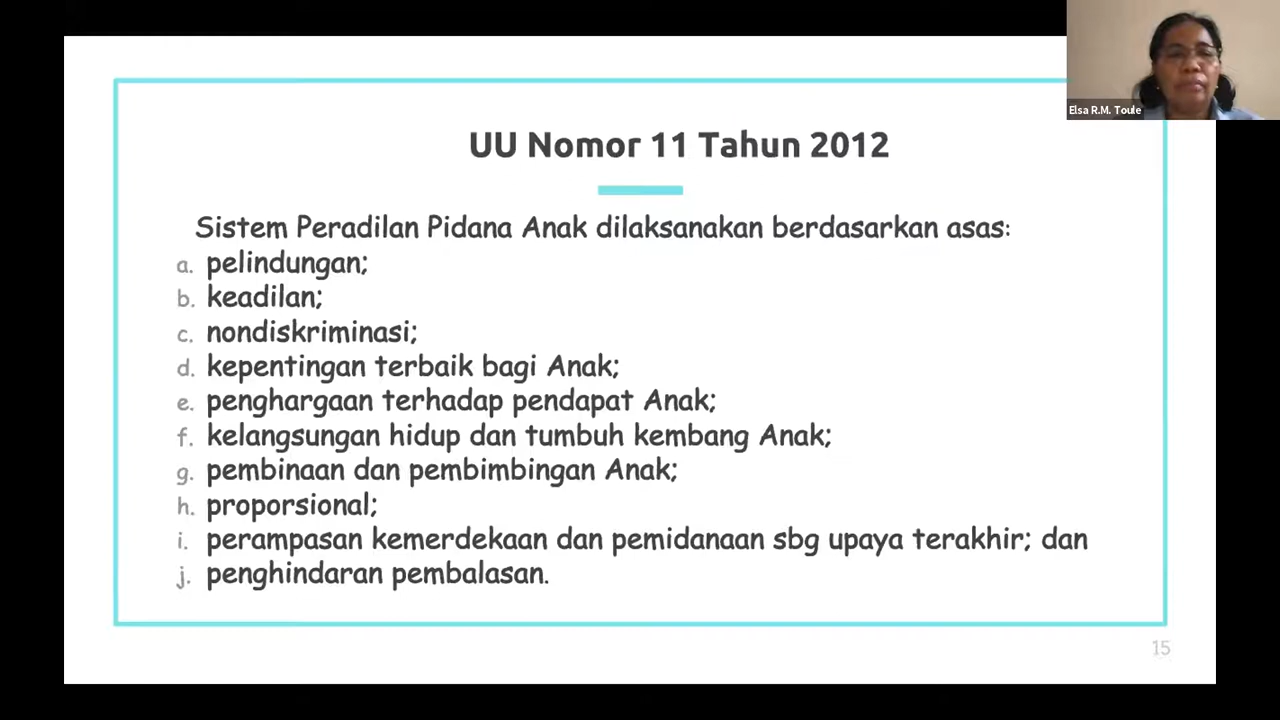 Elsa R.M. Toule
UU Nomor 11 Tahun 2012
Sistem Peradilan Pidana Anak dilaksanakan berdasarkan asas:
a. pelindungan;
b. keadilan;
c. nondiskriminasi;
d. kepentingan terbaik bagi Anak;
e. penghargaan terhadap pendapat Anak;
f. kelangsungan hidup dan tumbuh kembang Anak;
g. pembinaan dan pembimbingan Anak;
h. proporsional;
i. perampasan kemerdekaan dan pemidanaan sbg upaya terakhir; dan
j. penghindaran pembalasan.
15